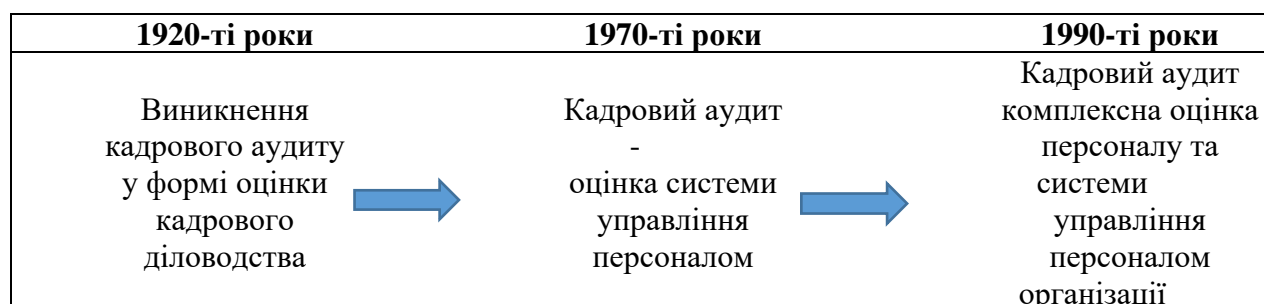 1920-ті роки
1970-ті роки
1990-ті роки
Виникнення
кадрового аудиту
у формі оцінки
кадрового
діловодства
Кадровий аудит
-
оцінка системи
управління
персоналом
Кадровий аудит
комплексна оцінка
персоналу та
системи
управління
персоналом
організації